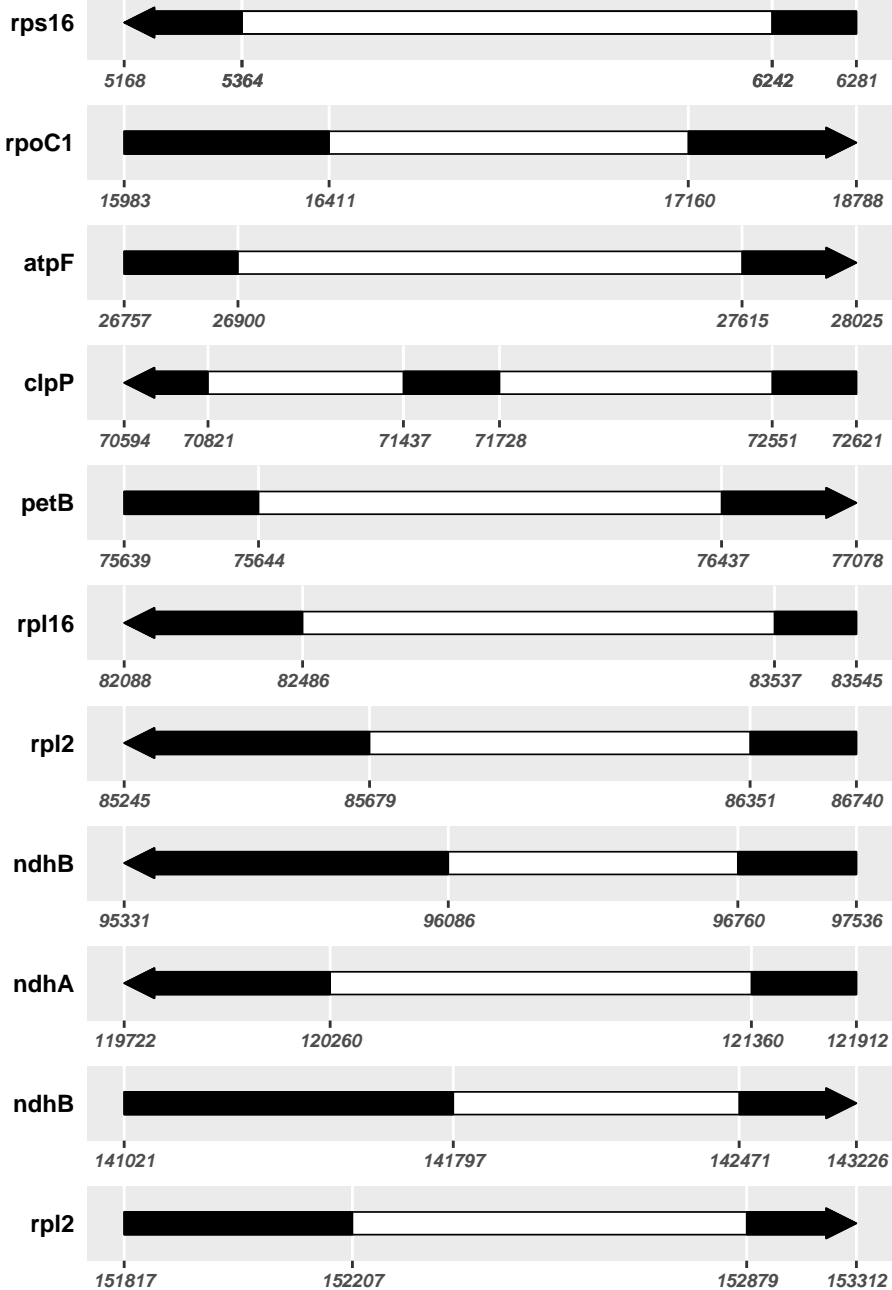 rps16
5168 5364 6242 6281
rpoC1
15983 16411 17160 18788
atpF
26757 26900 27615 28025
clpP
70594 70821 71437 71728 72551 72621
petB
75639 75644 76437 77078
rpl16
82088 82486 83537 83545
rpl2
85245 85679 86351 86740
ndhB
95331 96086 96760 97536
ndhA
119722 120260 121360 121912
ndhB
141021 141797 142471 143226
rpl2
151817 152207 152879 153312